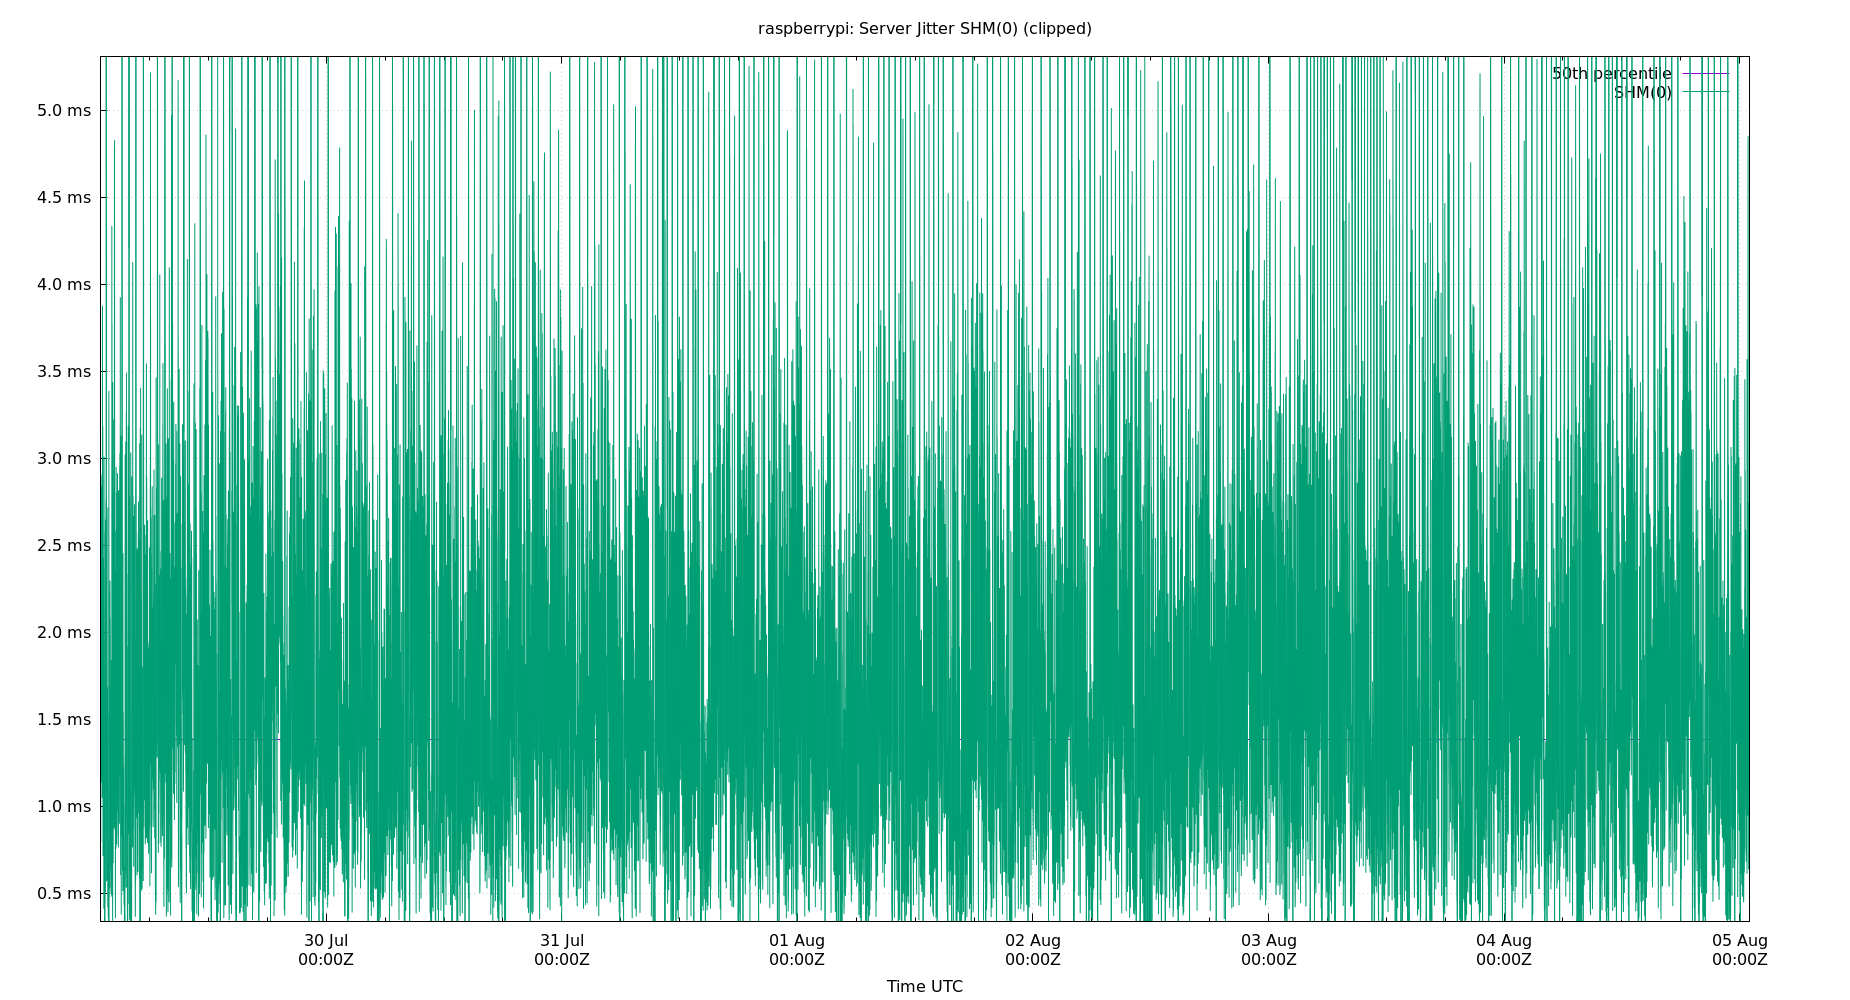 raspberrypi: Server Jitter SHM(0) (clipped)
50th percentile
SHM(0)
5.0 ms
4.5 ms
4.0 ms
3.5 ms
3.0 ms
2.5 ms
2.0 ms
1.5 ms
1.0 ms
0.5 ms
30 Jul 31 Jul 01 Aug 02 Aug 03 Aug 04 Aug 05 Aug
00:00Z 00:00Z 00:00Z 00:00Z 00:00Z 00:00Z 00:00Z
Time UTC